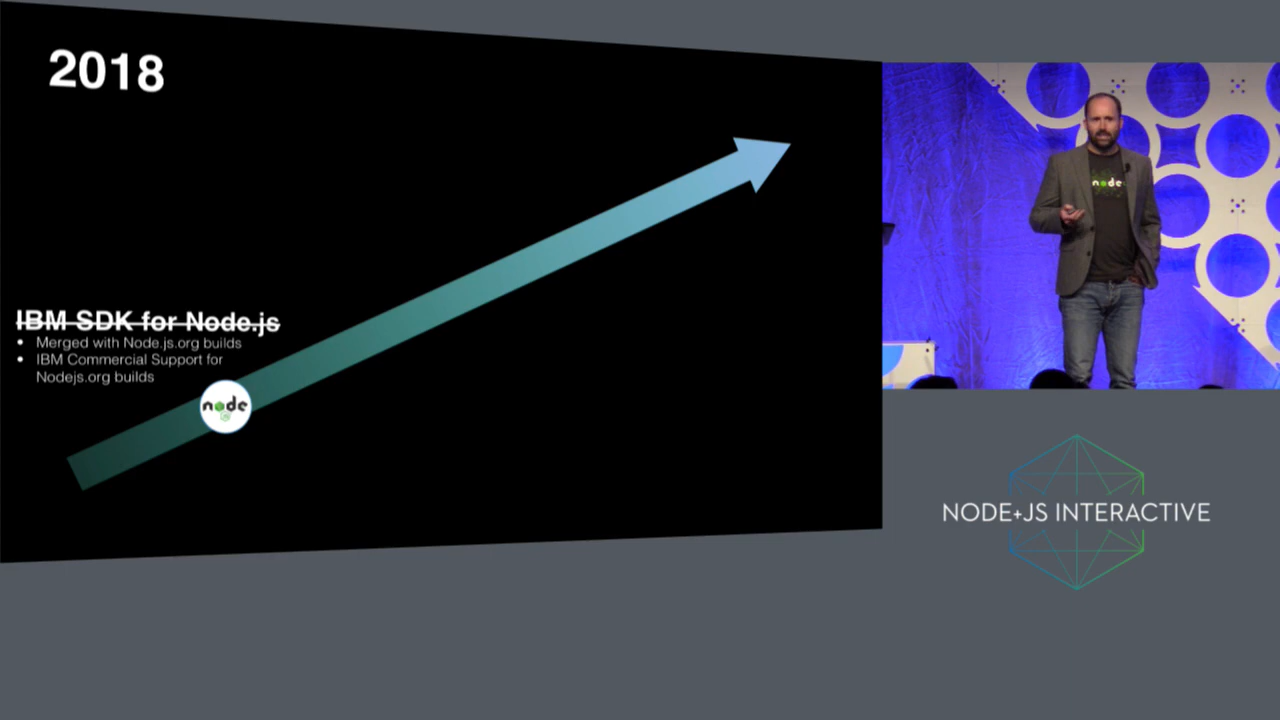 2018
IBM SDK for Node.js
• Merged with Node.js.org builds
• IBM Commercial Support for
Nodejs.org builds
node
JS
node
NODE+JS INTERACTIVE